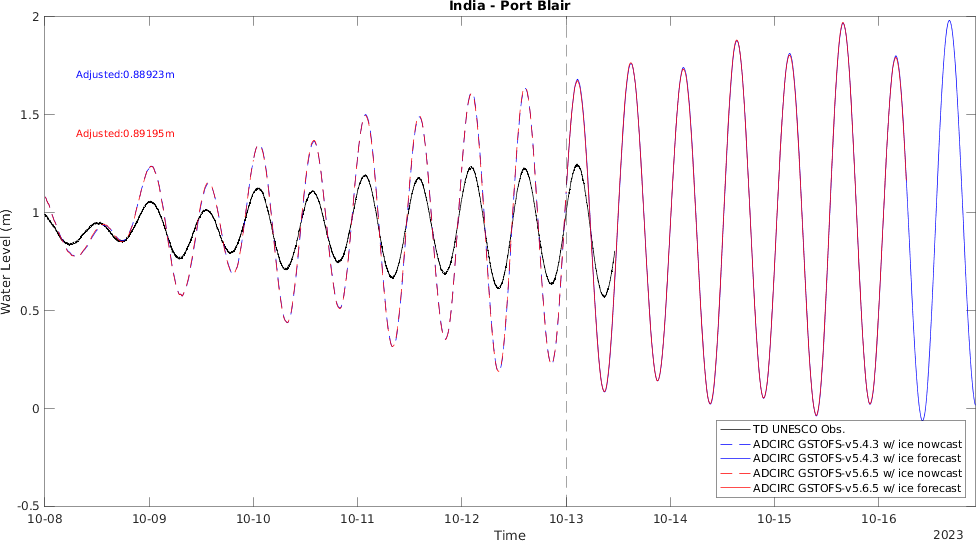 India - Port Blair
2
Adjusted:0.88923m
1.5
Adjusted:0.89195m
1
Water Level (m)
0.5
0
TD UNESCO Obs.
ADCIRC GSTOFS-v5.4.3 w/ ice nowcast
ADCIRC GSTOFS-v5.4.3 w/ ice forecast
ADCIRC GSTOFS-v5.6.5 w/ ice nowcast
ADCIRC GSTOFS-v5.6.5 w/ ice forecast
-0.5
10-08 10-09 10-10 10-11 10-12 10-13 10-14 10-15 10-16
Time
2023